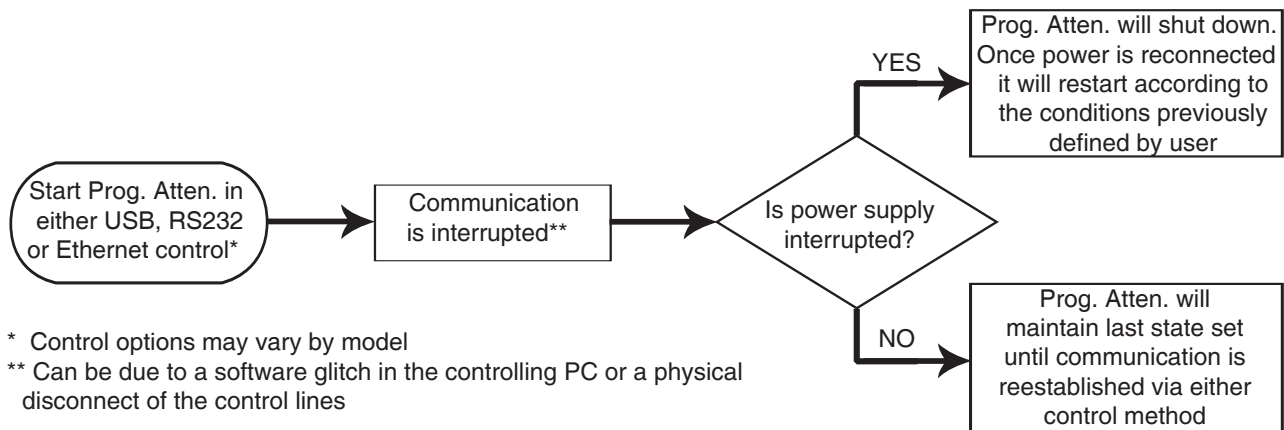 Start Prog. Atten. in
either USB, RS232
or Ethernet control*
Communication
is interrupted**
Is power supply
interrupted?
YES
Prog. Atten. will shut down.
Once power is reconnected
it will restart according to
the conditions previously
defined by user
NO
Prog. Atten. will
maintain last state set
until communication is
reestablished via either
control method
* Control options may vary by model
** Can be due to a software glitch in the controlling PC or a physical
disconnect of the control lines